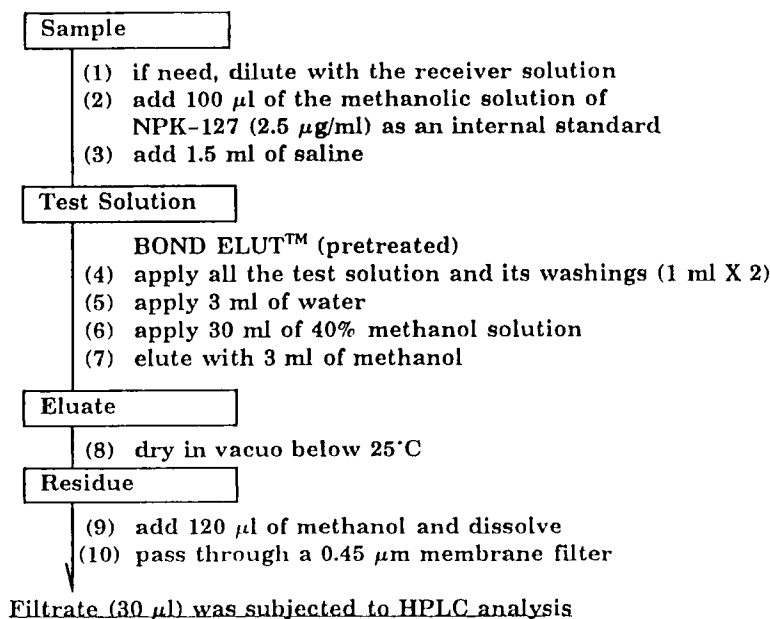 Sample
(1) if need, dilute with the receiver solution
(2) add 100 μl of the methanolic solution of
NPK-127 (2.5 μg/ml) as an internal standard
(3) add 1.5 ml of saline
Test Solution
BOND ELUT™ (pretreated)
(4) apply all the test solution and its washings (1 ml X 2)
(5) apply 3 ml of water
(6) apply 30 ml of 40% methanol solution
(7) elute with 3 ml of methanol
Eluate
(8) dry in vacuo below 25°C
Residue
(9) add 120 μl of methanol and dissolve
(10) pass through a 0.45 μm membrane filter
Filtrate (30 μl) was subjected to HPLC analysis